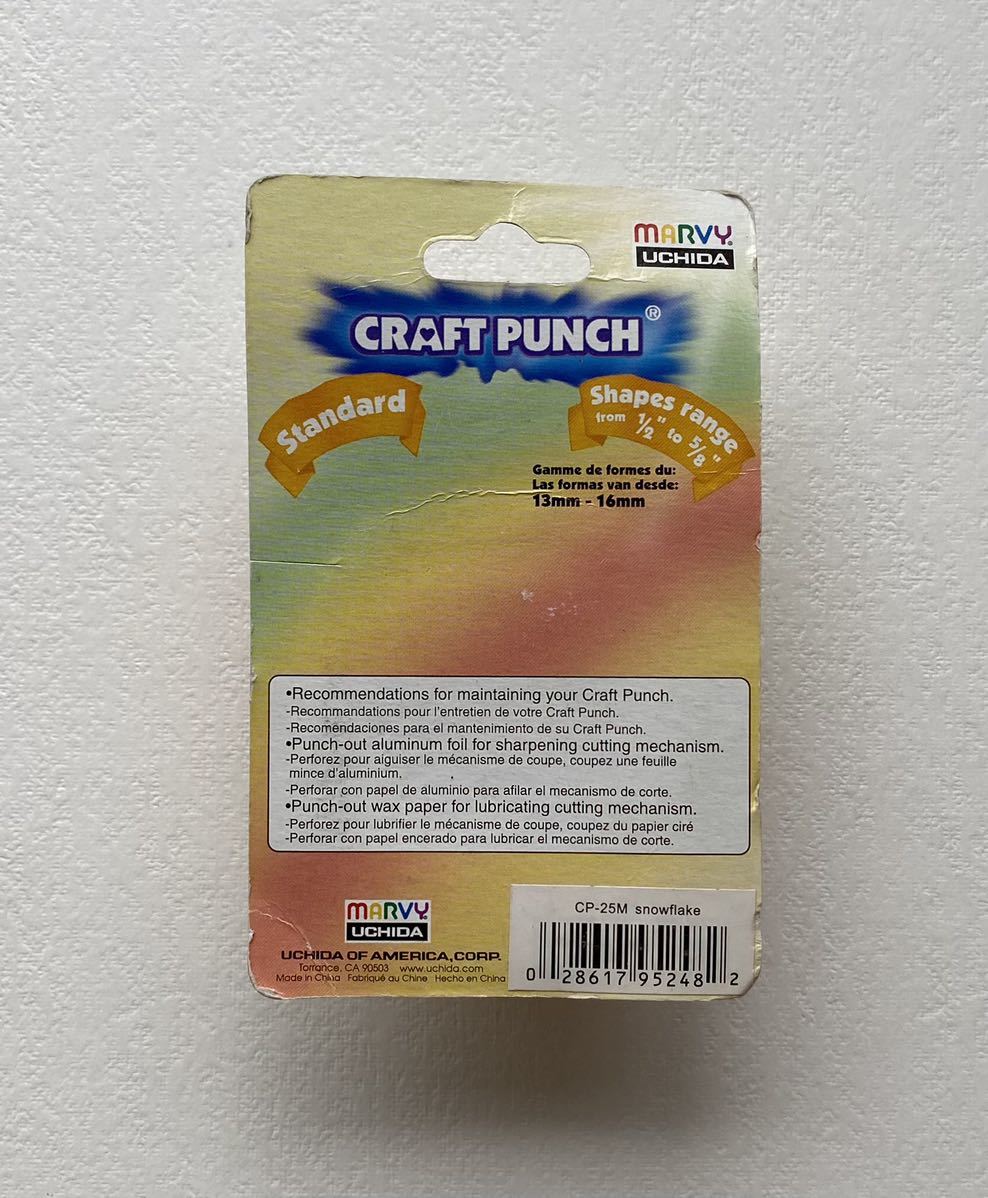 MARVY®
UCHIDA
CRAFT PUNCH®
Standard
Shapes range
from 1/2" to 5/8"
Gamme de formes du:
Las formas van desde:
13mm - 16mm
•Recommendations for maintaining your Craft Punch.
-Recommandations pour l'entretien de votre Craft Punch.
-Recomendaciones para el mantenimiento de su Craft Punch.
•Punch-out aluminum foil for sharpening cutting mechanism.
-Perforez pour aiguiser le mécanisme de coupe, coupez une feuille
mince d'aluminium.
-Perforar con papel de aluminio para afilar el mecanismo de corte.
•Punch-out wax paper for lubricating cutting mechanism.
-Perforez pour lubrifier le mécanisme de coupe, coupez du papier ciré
-Perforar con papel encerado para lubricar el mecanismo de corte.
MARVY®
UCHIDA
UCHIDA OF AMERICA, CORP.
Torrance, CA 90503 www.uchida.com
Made in China Fabriqué au Chine Hecho en China
CP-25M snowflake
0 28617 95248 2